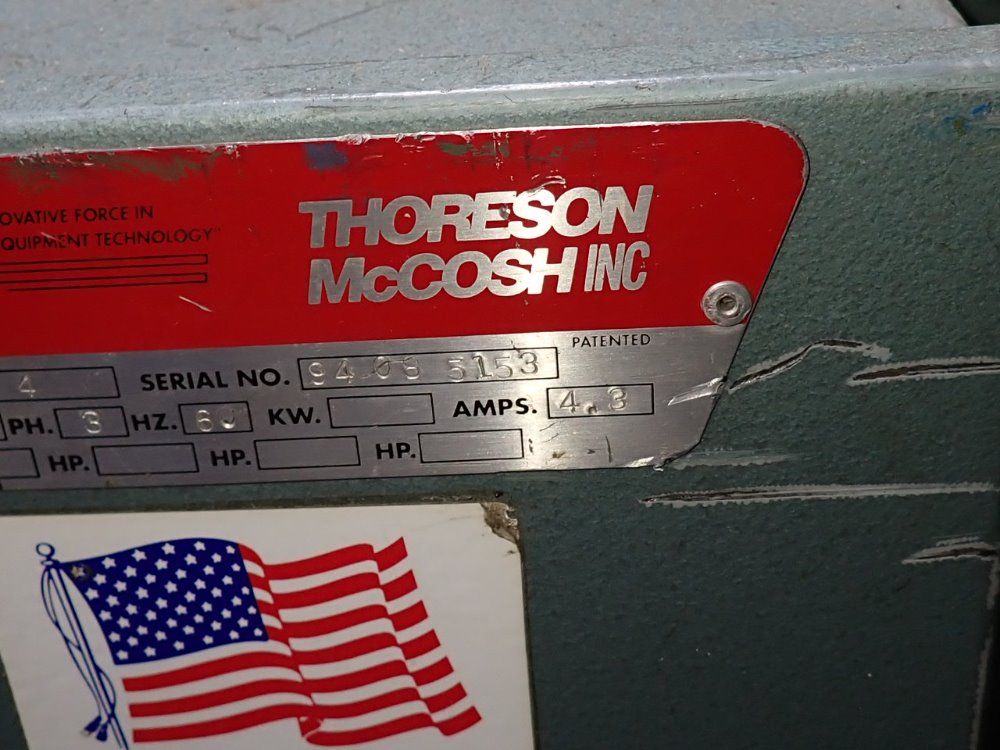 OVATIVE FORCE IN
QUIPMENT TECHNOLOGY"
THORESON
McCOSH INC
PATENTED
4 SERIAL NO. 9408 5153
PH. 3 HZ. 60 KW. AMPS. 4.3
HP. HP. HP.